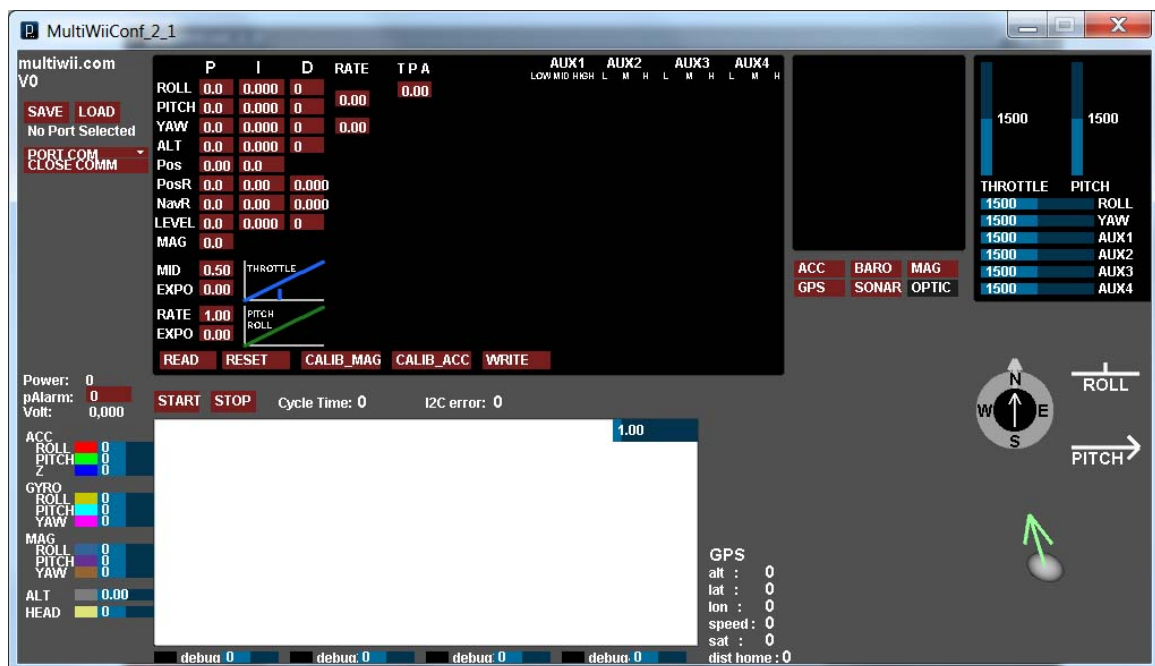 MultiWiiConf_2_1
multiwii.com
V0
SAVE LOAD
No Port Selected
PORT COM
CLOSE COMM
P I D RATE TPA
ROLL 0.0 0.000 0 0.00
PITCH 0.0 0.000 0 0.00
YAW 0.0 0.000 0 0.00
ALT 0.0 0.000 0
Pos 0.00 0.0
PosR 0.0 0.00 0.000
NavR 0.0 0.00 0.000
LEVEL 0.0 0.000 0
MAG 0.0
MID 0.50 THROTTLE
EXPO 0.00
RATE 1.00 PITCH
ROLL
EXPO 0.00
READ RESET CALIB_MAG CALIB_ACC WRITE
AUX1 AUX2 AUX3 AUX4
LOW MID HIGH L M H L M H L M H
ACC BARO MAG
GPS SONAR OPTIC
1500 1500
THROTTLE PITCH
1500 ROLL
1500 YAW
1500 AUX1
1500 AUX2
1500 AUX3
1500 AUX4
Power: 0
pAlarm: 0
Volt: 0,000
START STOP Cycle Time: 0 I2C error: 0
1.00
ACC
ROLL 0
PITCH 0
Z 0
GYRO
ROLL 0
PITCH 0
YAW 0
MAG
ROLL 0
PITCH 0
YAW 0
ALT 0.00
HEAD 0
N
W E
S
ROLL
PITCH
GPS
alt : 0
lat : 0
lon : 0
speed : 0
sat : 0
dist home : 0
debug 0 debug 0 debug 0 debug 0